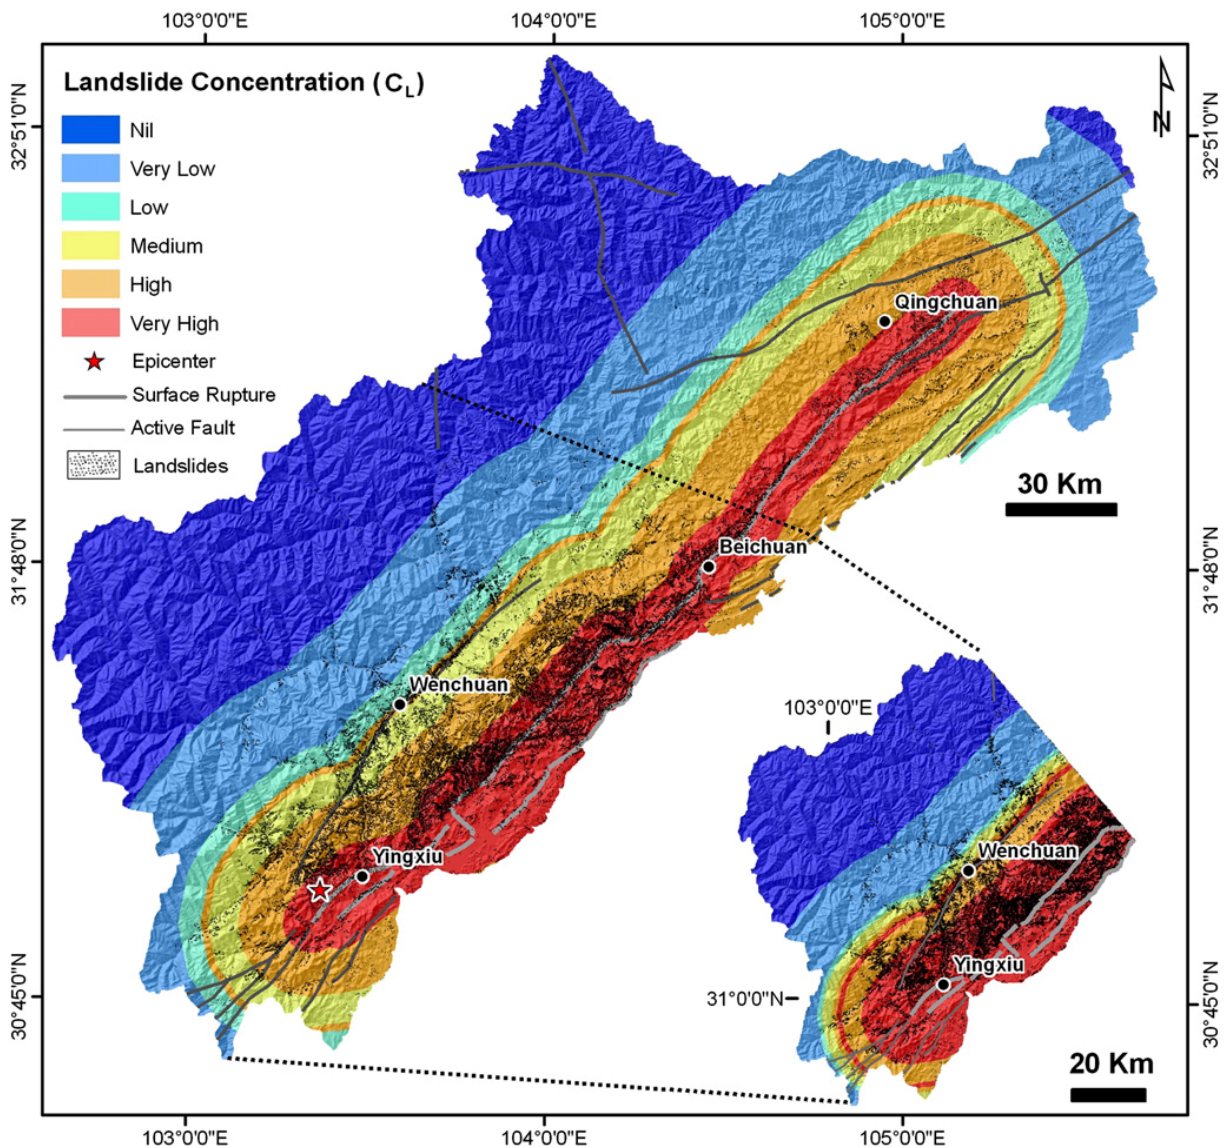 103°0'0"E 104°0'0"E 105°0'0"E
Landslide Concentration (CL)
Nil
Very Low
Low
Medium
High
Very High
Epicenter
Surface Rupture
Active Fault
Landslides
N
32°51'0"N
32°51'0"N
31°48'0"N
31°48'0"N
30°45'0"N
30°45'0"N
Qingchuan
30 Km
Beichuan
Wenchuan
Yingxiu
103°0'0"E
Wenchuan
Yingxiu
31°0'0"N
20 Km
103°0'0"E 104°0'0"E 105°0'0"E